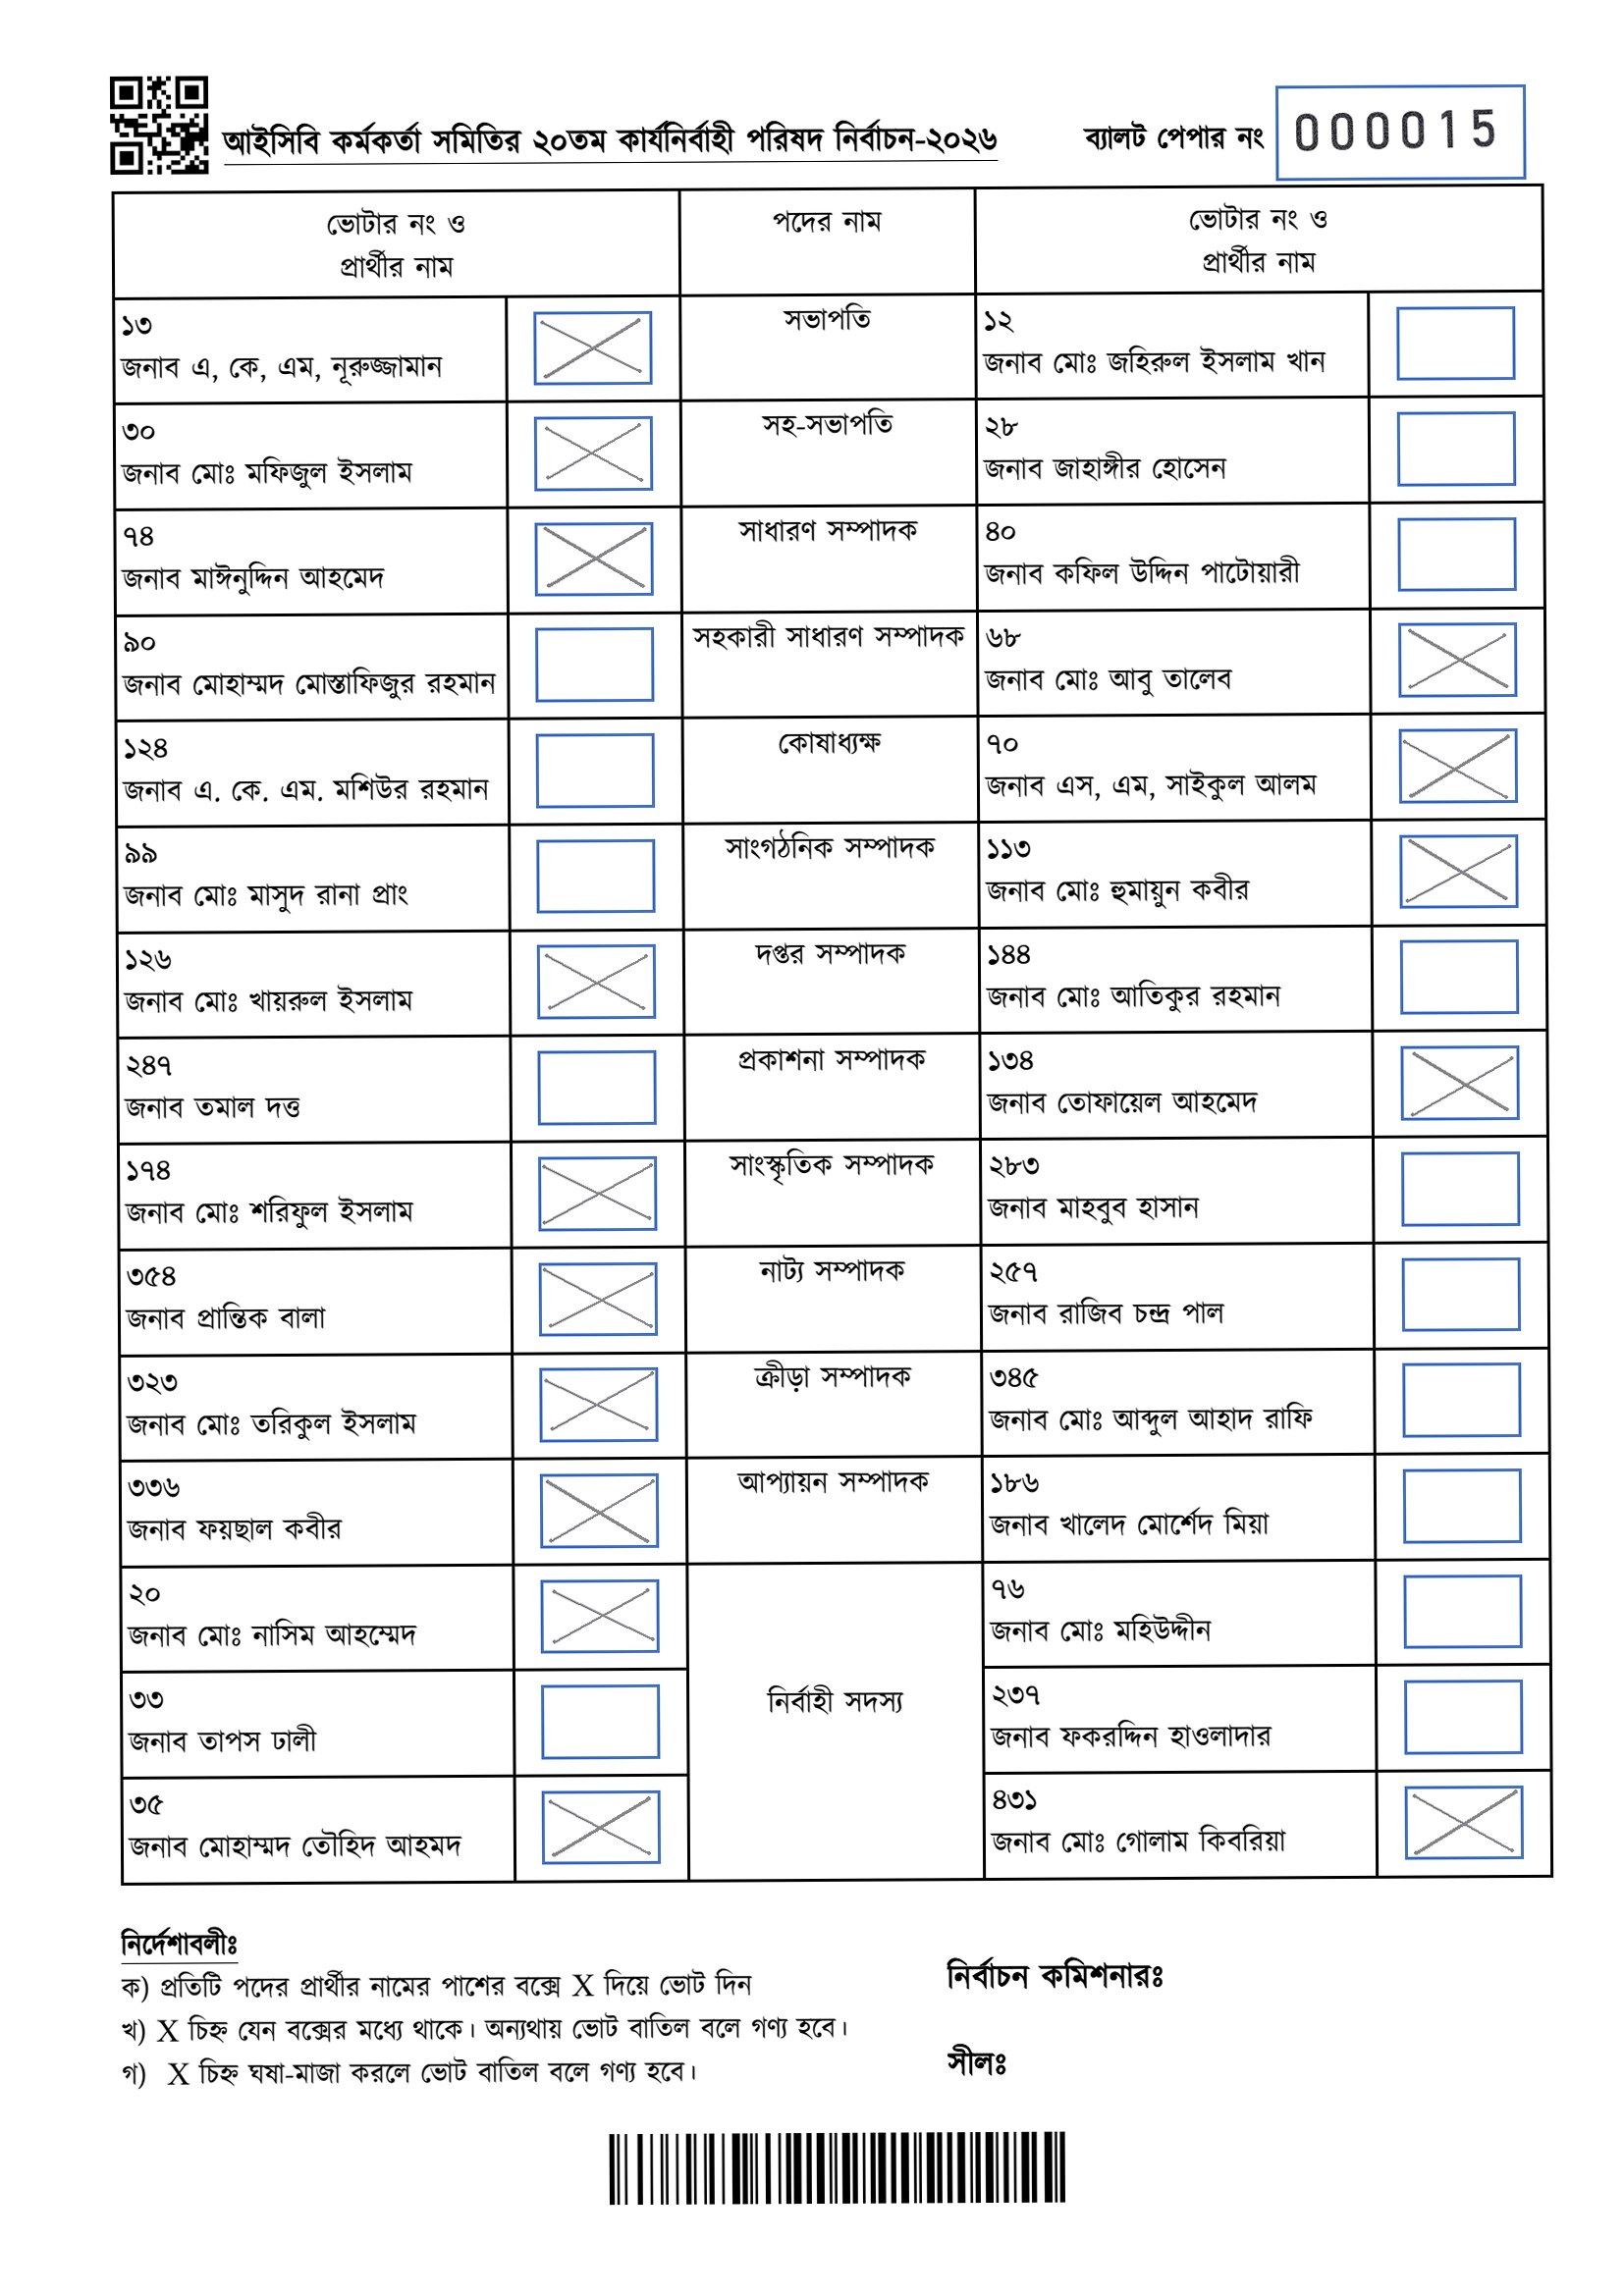 আইসিবি কর্মকর্তা সমিতির ২০তম কার্যনির্বাহী পরিষদ নির্বাচন-২০২৬ ব্যালট পেপার নং 000015
ভোটার নং ও
প্রার্থীর নাম
পদের নাম
ভোটার নং ও
প্রার্থীর নাম
১৩
জনাব এ, কে, এম, নূরুজ্জামান
সভাপতি
১২
জনাব মোঃ জহিরুল ইসলাম খান
৩০
জনাব মোঃ মফিজুল ইসলাম
সহ-সভাপতি
২৮
জনাব জাহাঙ্গীর হোসেন
৭৪
জনাব মাঈনুদ্দিন আহমেদ
সাধারণ সম্পাদক
৪০
জনাব কফিল উদ্দিন পাটোয়ারী
৯০
জনাব মোহাম্মদ মোস্তাফিজুর রহমান
সহকারী সাধারণ সম্পাদক
৬৮
জনাব মোঃ আবু তালেব
১২৪
জনাব এ. কে. এম. মশিউর রহমান
কোষাধ্যক্ষ
৭০
জনাব এস, এম, সাইকুল আলম
৯৯
জনাব মোঃ মাসুদ রানা প্রাং
সাংগঠনিক সম্পাদক
১১৩
জনাব মোঃ হুমায়ুন কবীর
১২৬
জনাব মোঃ খায়রুল ইসলাম
দপ্তর সম্পাদক
১৪৪
জনাব মোঃ আতিকুর রহমান
২৪৭
জনাব তমাল দত্ত
প্রকাশনা সম্পাদক
১৩৪
জনাব তোফায়েল আহমেদ
১৭৪
জনাব মোঃ শরিফুল ইসলাম
সাংস্কৃতিক সম্পাদক
২৮৩
জনাব মাহবুব হাসান
৩৫৪
জনাব প্রান্তিক বালা
নাট্য সম্পাদক
২৫৭
জনাব রাজিব চন্দ্র পাল
৩২৩
জনাব মোঃ তরিকুল ইসলাম
ক্রীড়া সম্পাদক
৩৪৫
জনাব মোঃ আব্দুল আহাদ রাফি
৩৩৬
জনাব ফয়ছাল কবীর
আপ্যায়ন সম্পাদক
১৮৬
জনাব খালেদ মোর্শেদ মিয়া
২০
জনাব মোঃ নাসিম আহম্মেদ
৭৬
জনাব মোঃ মহিউদ্দীন
৩৩
জনাব তাপস ঢালী
নির্বাহী সদস্য
২৩৭
জনাব ফকরদ্দিন হাওলাদার
৩৫
জনাব মোহাম্মদ তৌহিদ আহমদ
৪৩১
জনাব মোঃ গোলাম কিবরিয়া
নির্দেশাবলীঃ
ক) প্রতিটি পদের প্রার্থীর নামের পাশের বক্সে X দিয়ে ভোট দিন
খ) X চিহ্ন যেন বক্সের মধ্যে থাকে। অন্যথায় ভোট বাতিল বলে গণ্য হবে।
গ) X চিহ্ন ঘষা-মাজা করলে ভোট বাতিল বলে গণ্য হবে।
নির্বাচন কমিশনারঃ
সীলঃ